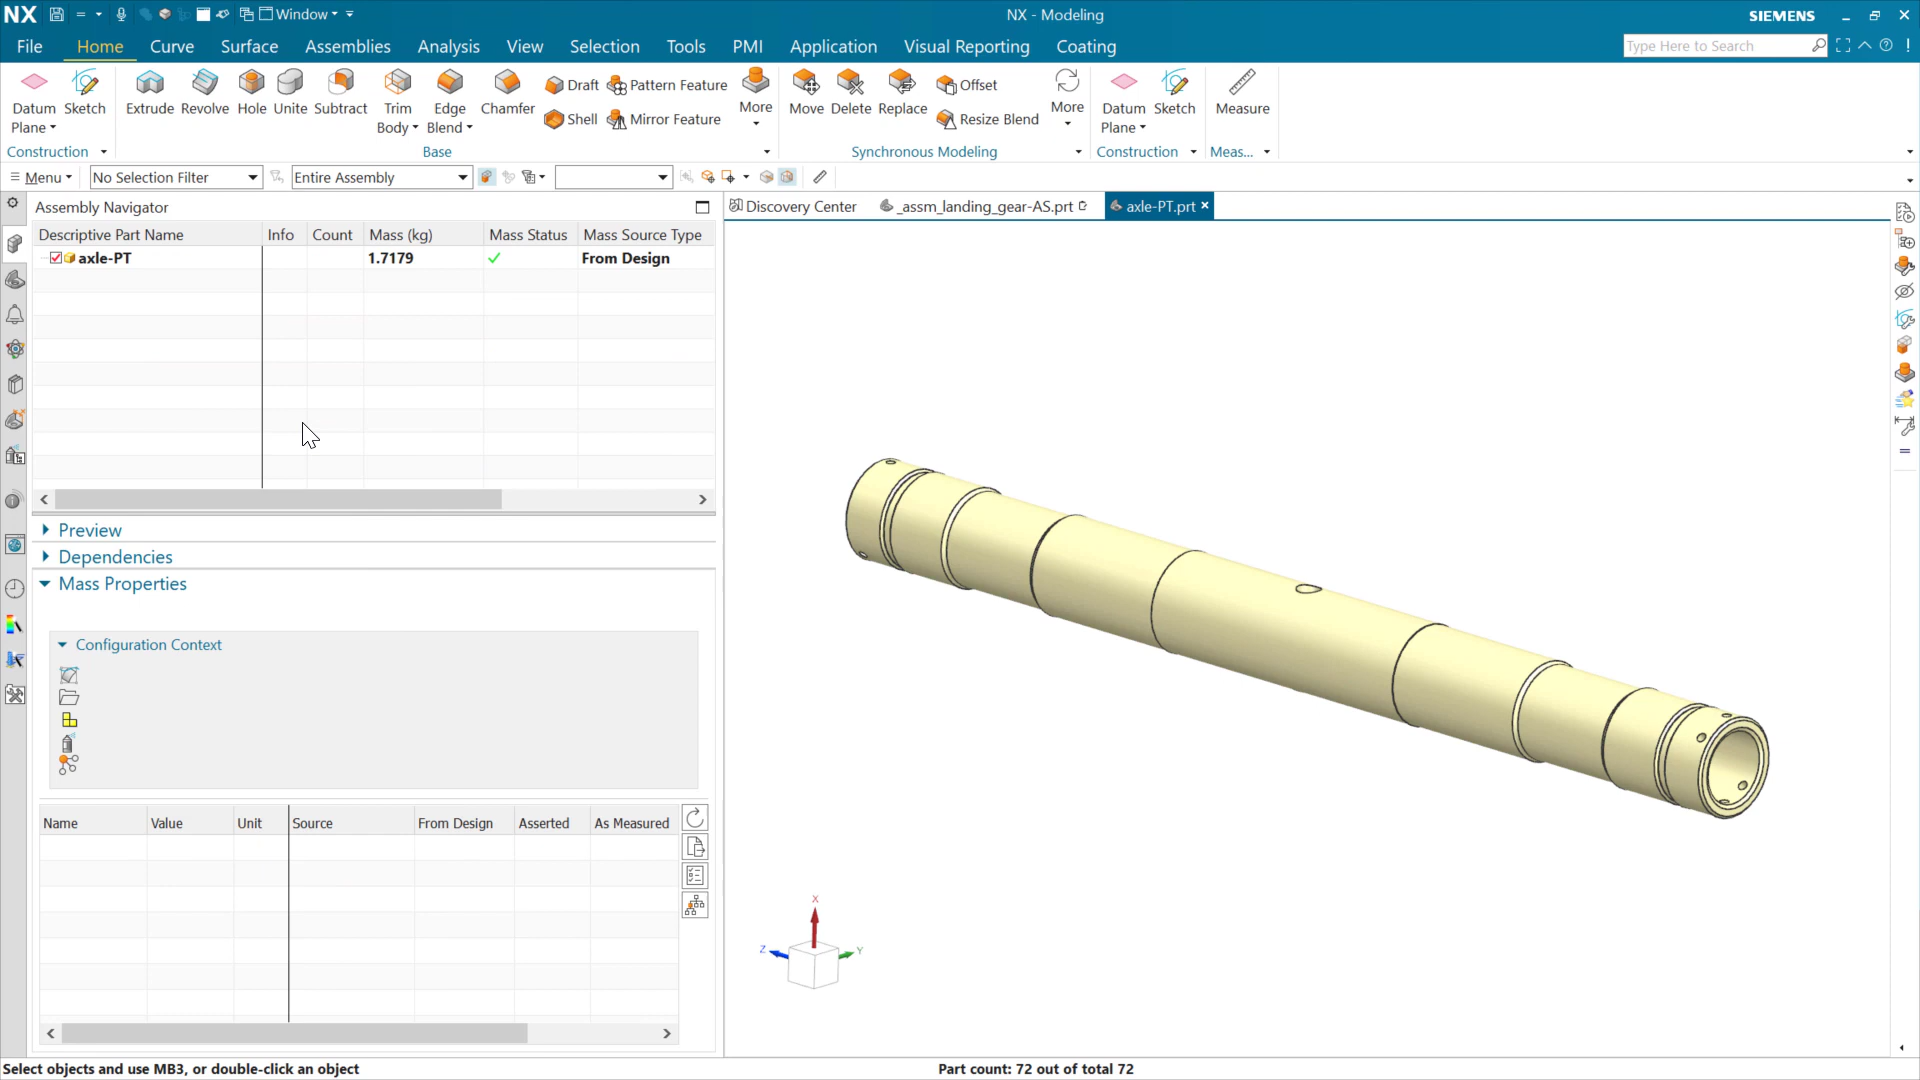 NX
Window
NX - Modeling
SIEMENS
File
Home
Curve
Surface
Assemblies
Analysis
View
Selection
Tools
PMI
Application
Visual Reporting
Coating
Type Here to Search
Datum Plane
Sketch
Extrude
Revolve
Hole
Unite
Subtract
Trim Body
Edge Blend
Chamfer
Draft
Shell
Pattern Feature
Mirror Feature
More
Move
Delete
Replace
Offset
Resize Blend
More
Datum Plane
Sketch
Measure
Construction
Base
Synchronous Modeling
Construction
Meas...
Menu
No Selection Filter
Entire Assembly
Assembly Navigator
Discovery Center
_assm_landing_gear-AS.prt
axle-PT.prt
Descriptive Part Name Info Count Mass (kg) Mass Status Mass Source Type
axle-PT 1.7179 From Design
Preview
Dependencies
Mass Properties
Configuration Context
Name Value Unit Source From Design Asserted As Measured
X
Z
Y
Select objects and use MB3, or double-click an object
Part count: 72 out of total 72